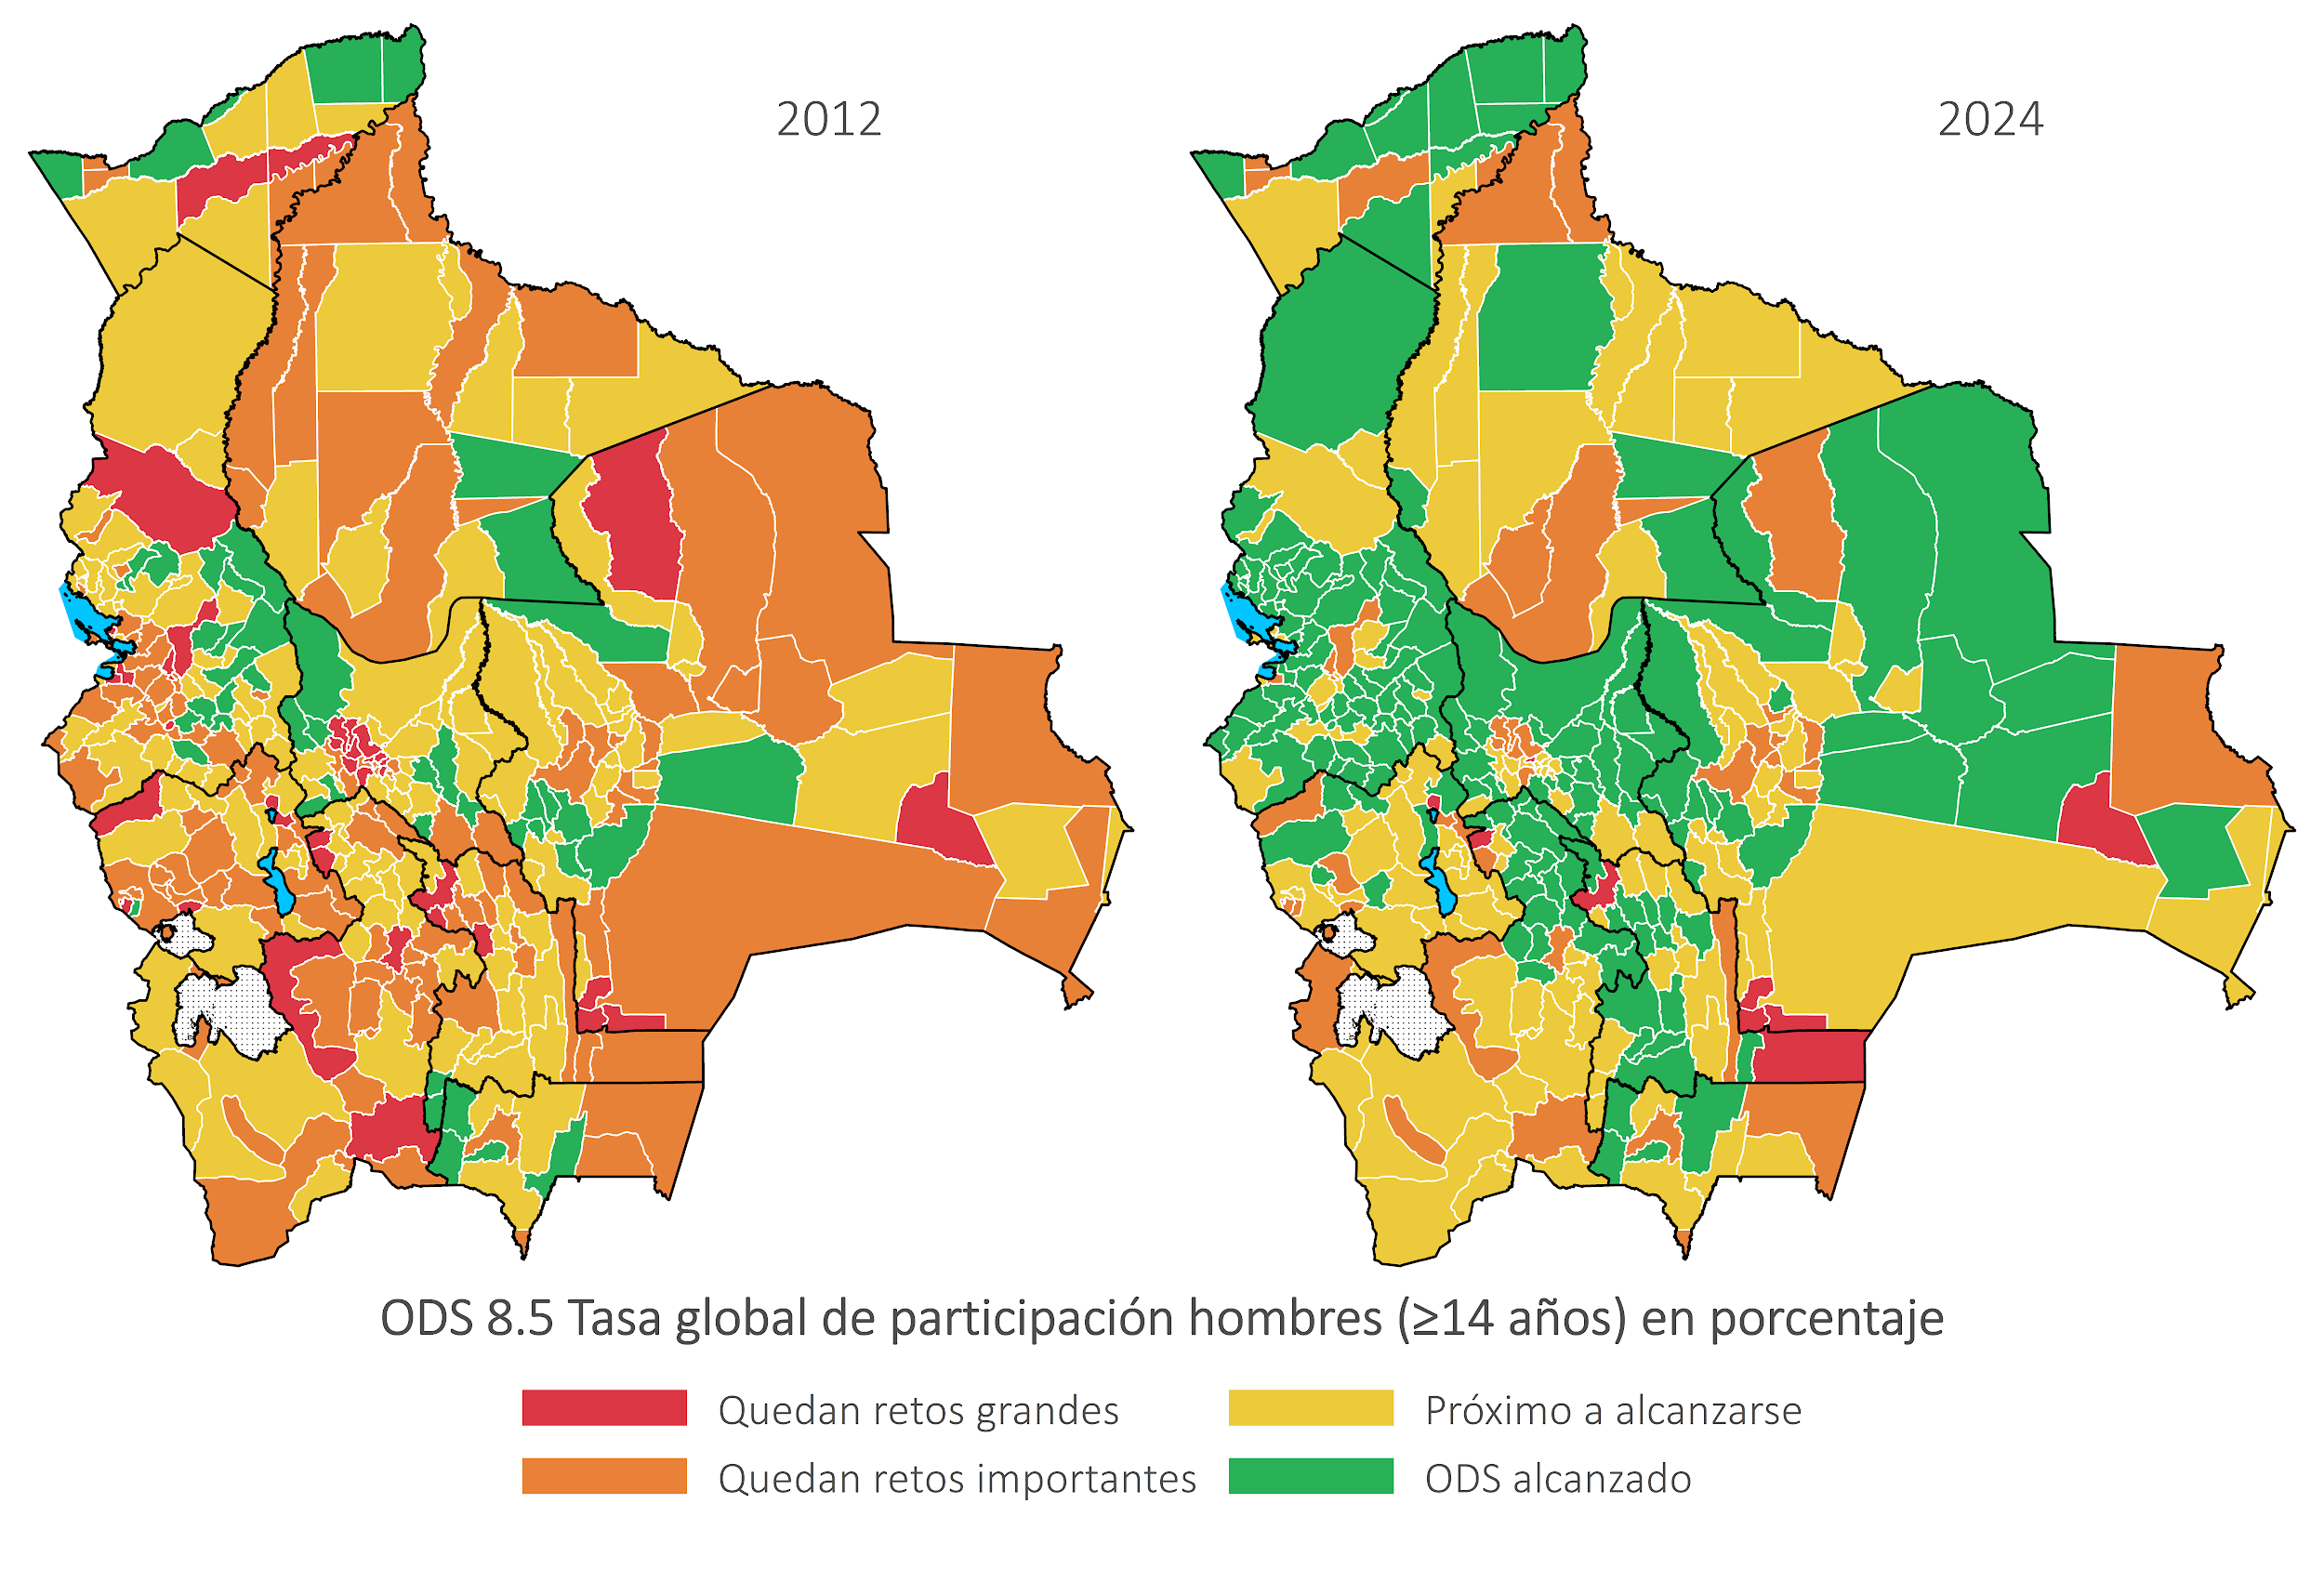 2012
2024
ODS 8.5 Tasa global de participación hombres (≥14 años) en porcentaje
Quedan retos grandes
Próximo a alcanzarse
Quedan retos importantes
ODS alcanzado